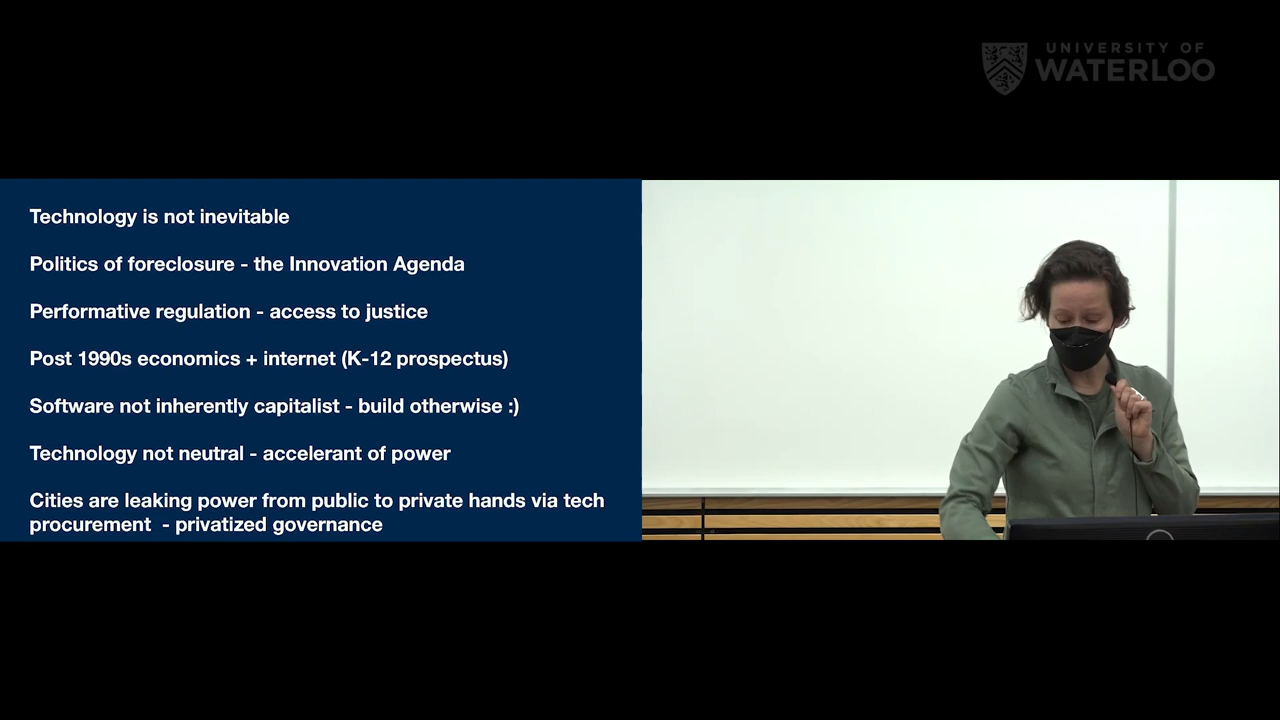 UNIVERSITY OF
WATERLOO
Technology is not inevitable
Politics of foreclosure - the Innovation Agenda
Performative regulation - access to justice
Post 1990s economics + internet (K-12 prospectus)
Software not inherently capitalist - build otherwise :)
Technology not neutral - accelerant of power
Cities are leaking power from public to private hands via tech
procurement  - privatized governance